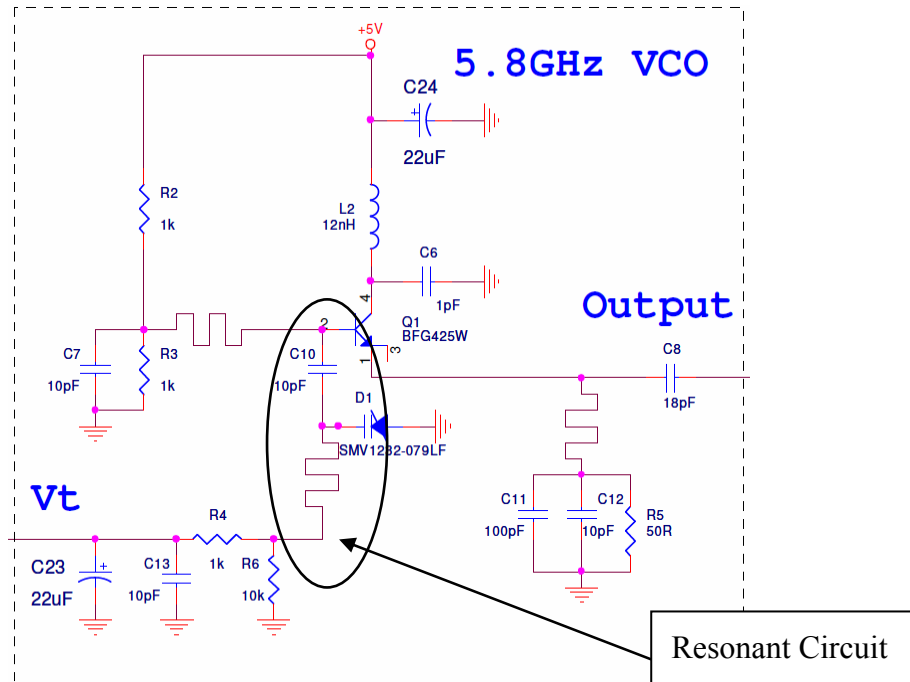 +5V
5.8GHz VCO
C24
+
22uF
R2
1k
L2
12nH
C6
1pF
4
Output
2
Q1
BFG425W
3
1
C7
10pF
R3
1k
C10
10pF
C8
18pF
D1
SMV1232-079LF
Vt
C11
100pF
C12
10pF
R5
50R
R4
1k
C23
+
22uF
C13
10pF
R6
10k
Resonant Circuit